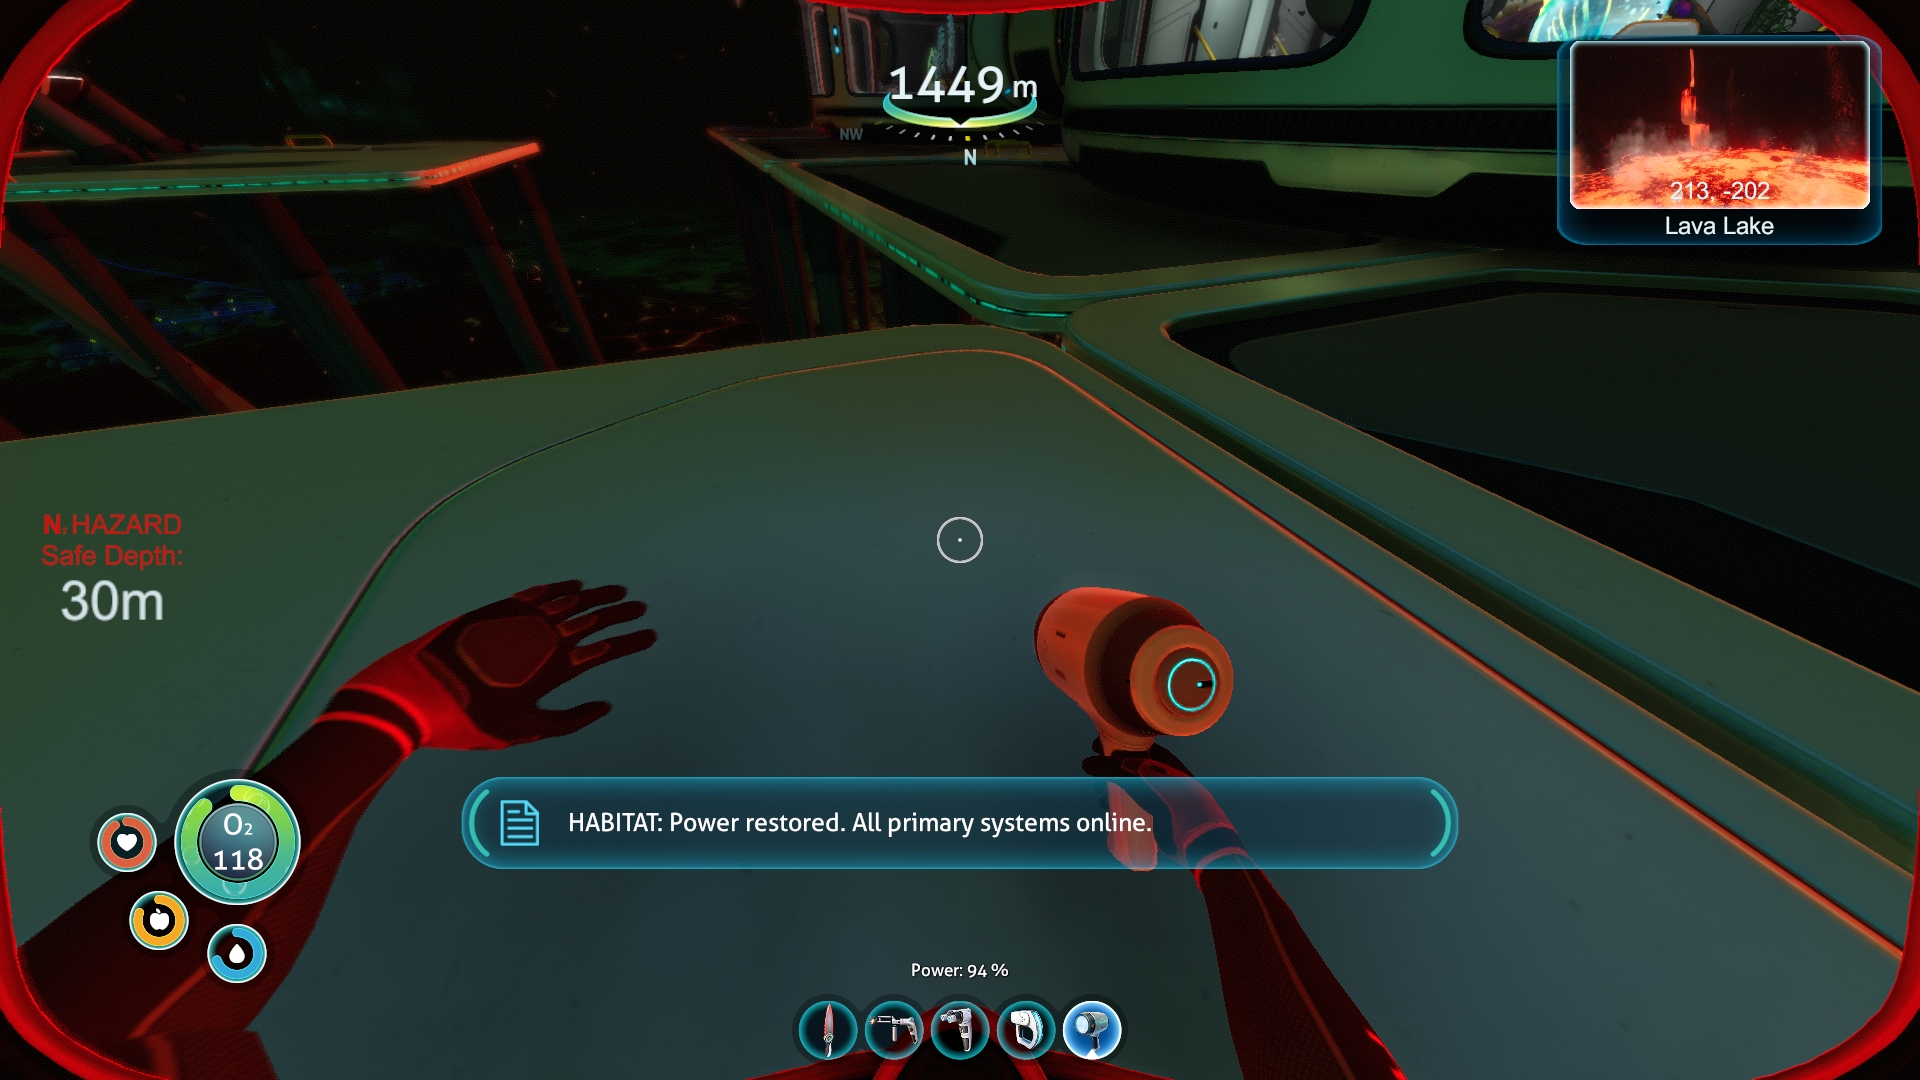 1449 m
NW
N
213, -202
Lava Lake
N₂ HAZARD
Safe Depth:
30m
O₂
118
HABITAT: Power restored. All primary systems online.
Power: 94 %